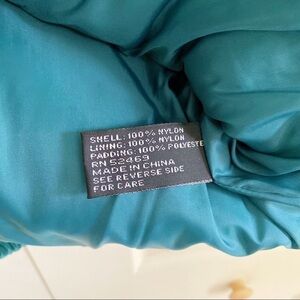 SHELL: 100% NYLON
LINING: 100% NYLON
PADDING: 100% POLYESTE
RN 52469
MADE IN CHINA
SEE REVERSE SIDE
FOR CARE